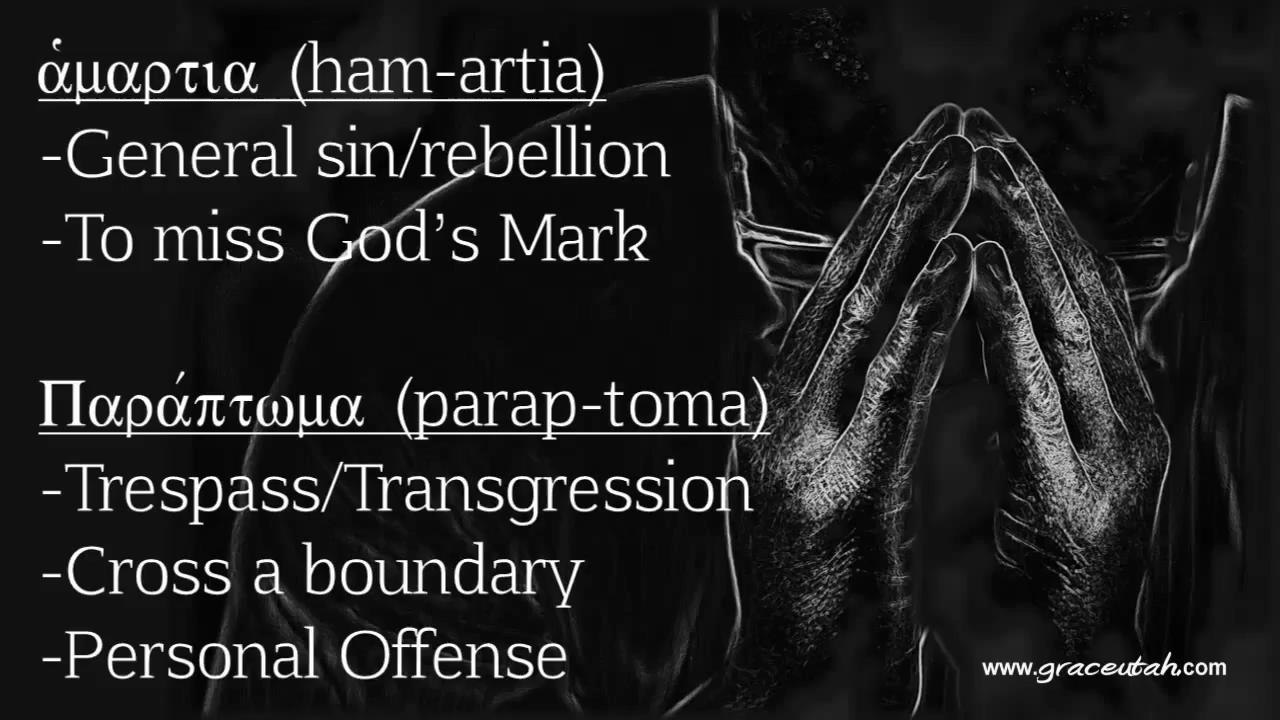 ἁμαρτια (ham-artia)
-General sin/rebellion
-To miss God’s Mark
Παράπτωμα (parap-toma)
-Trespass/Transgression
-Cross a boundary
-Personal Offense
www.graceutah.com